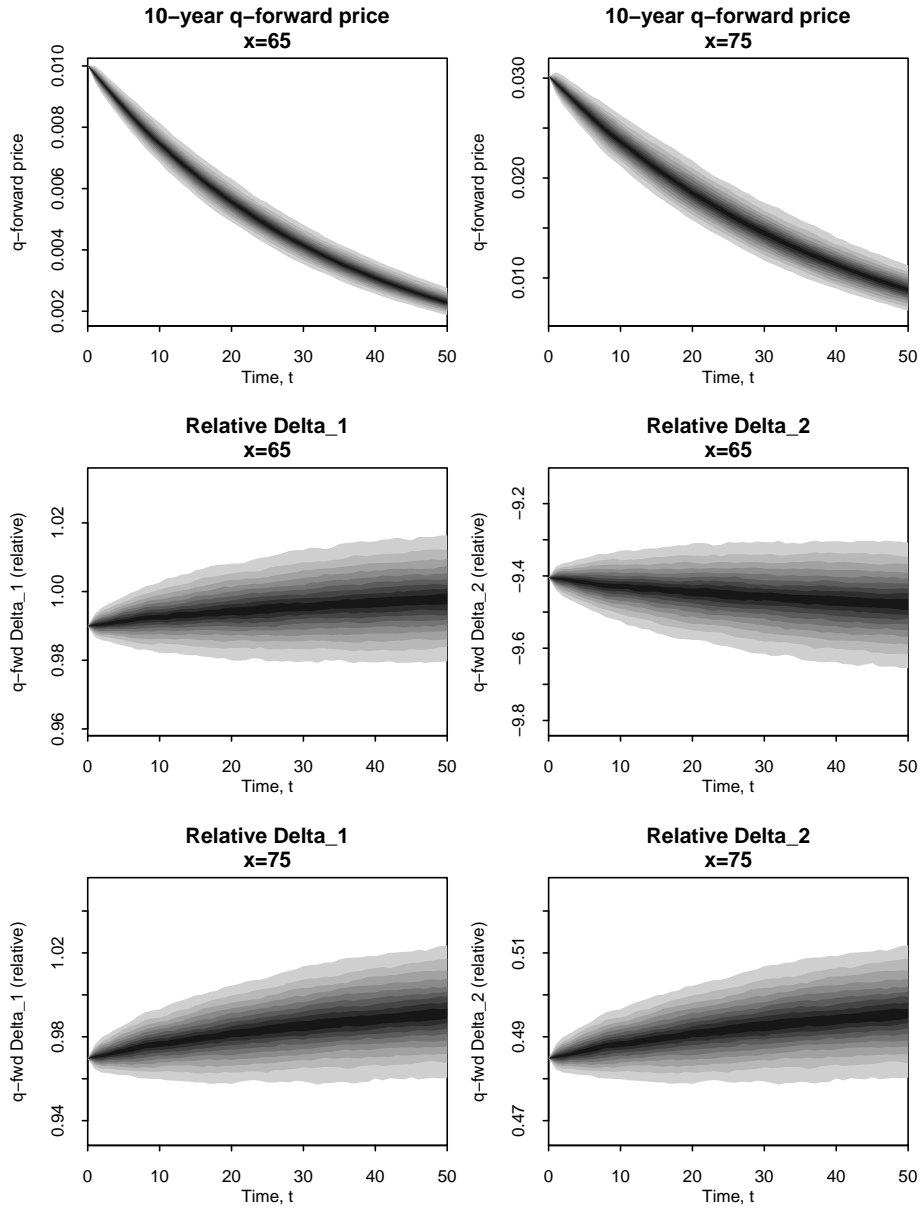 10−year q−forward price
x=65
q−forward price
0.002 0.004 0.006 0.008 0.010
0 10 20 30 40 50
Time, t
10−year q−forward price
x=75
q−forward price
0.010 0.020 0.030
0 10 20 30 40 50
Time, t
Relative Delta_1
x=65
q−fwd Delta_1 (relative)
0.96 0.98 1.00 1.02
0 10 20 30 40 50
Time, t
Relative Delta_2
x=65
q−fwd Delta_2 (relative)
−9.8 −9.6 −9.4 −9.2
0 10 20 30 40 50
Time, t
Relative Delta_1
x=75
q−fwd Delta_1 (relative)
0.94 0.98 1.02
0 10 20 30 40 50
Time, t
Relative Delta_2
x=75
q−fwd Delta_2 (relative)
0.47 0.49 0.51
0 10 20 30 40 50
Time, t